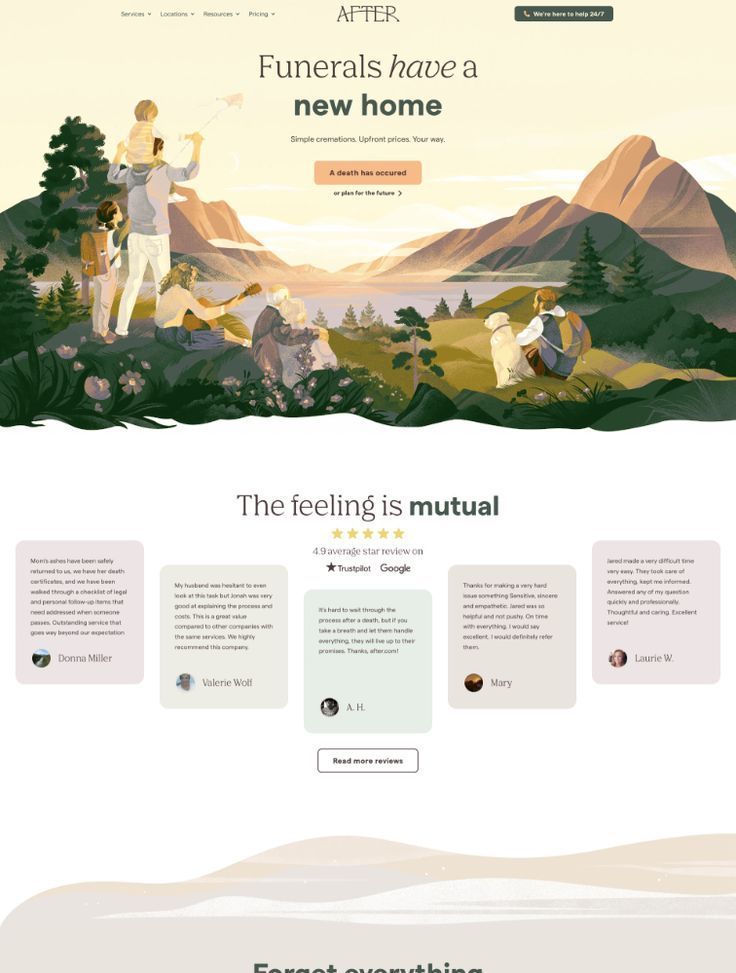 Services Locations Resources Pricing
AFTER
We're here to help 24/7
Funerals have a
new home
Simple cremations. Upfront prices. Your way.
A death has occured
or plan for the future
The feeling is mutual
4.9 average star review on
Trustpilot Google
Mom's ashes have been safely
returned to us, we have her death
certificates, and we have been
walked through a checklist of legal
and personal follow-up items that
need addressed when someone
passes. Outstanding service that
goes way beyond our expectation
Donna Miller
My husband was hesitant to even
look at this task but Jonah was very
good at explaining the process and
costs. This is a great value
compared to other companies with
the same services. We highly
recommend this company.
Valerie Wolf
It's hard to wait through the
process after a death, but if you
take a breath and let them handle
everything, they will live up to their
promises. Thanks, after.com!
A. H.
Thanks for making a very hard
issue something Sensitive, sincere
and empathetic. Jared was so
helpful and not pushy. On time
with everything. I would say
excellent. I would definitely refer
them.
Mary
Jared made a very difficult time
very easy. They took care of
everything, kept me informed.
Answered any of my question
quickly and professionally.
Thoughtful and caring. Excellent
service!
Laurie W.
Read more reviews
Forget everything